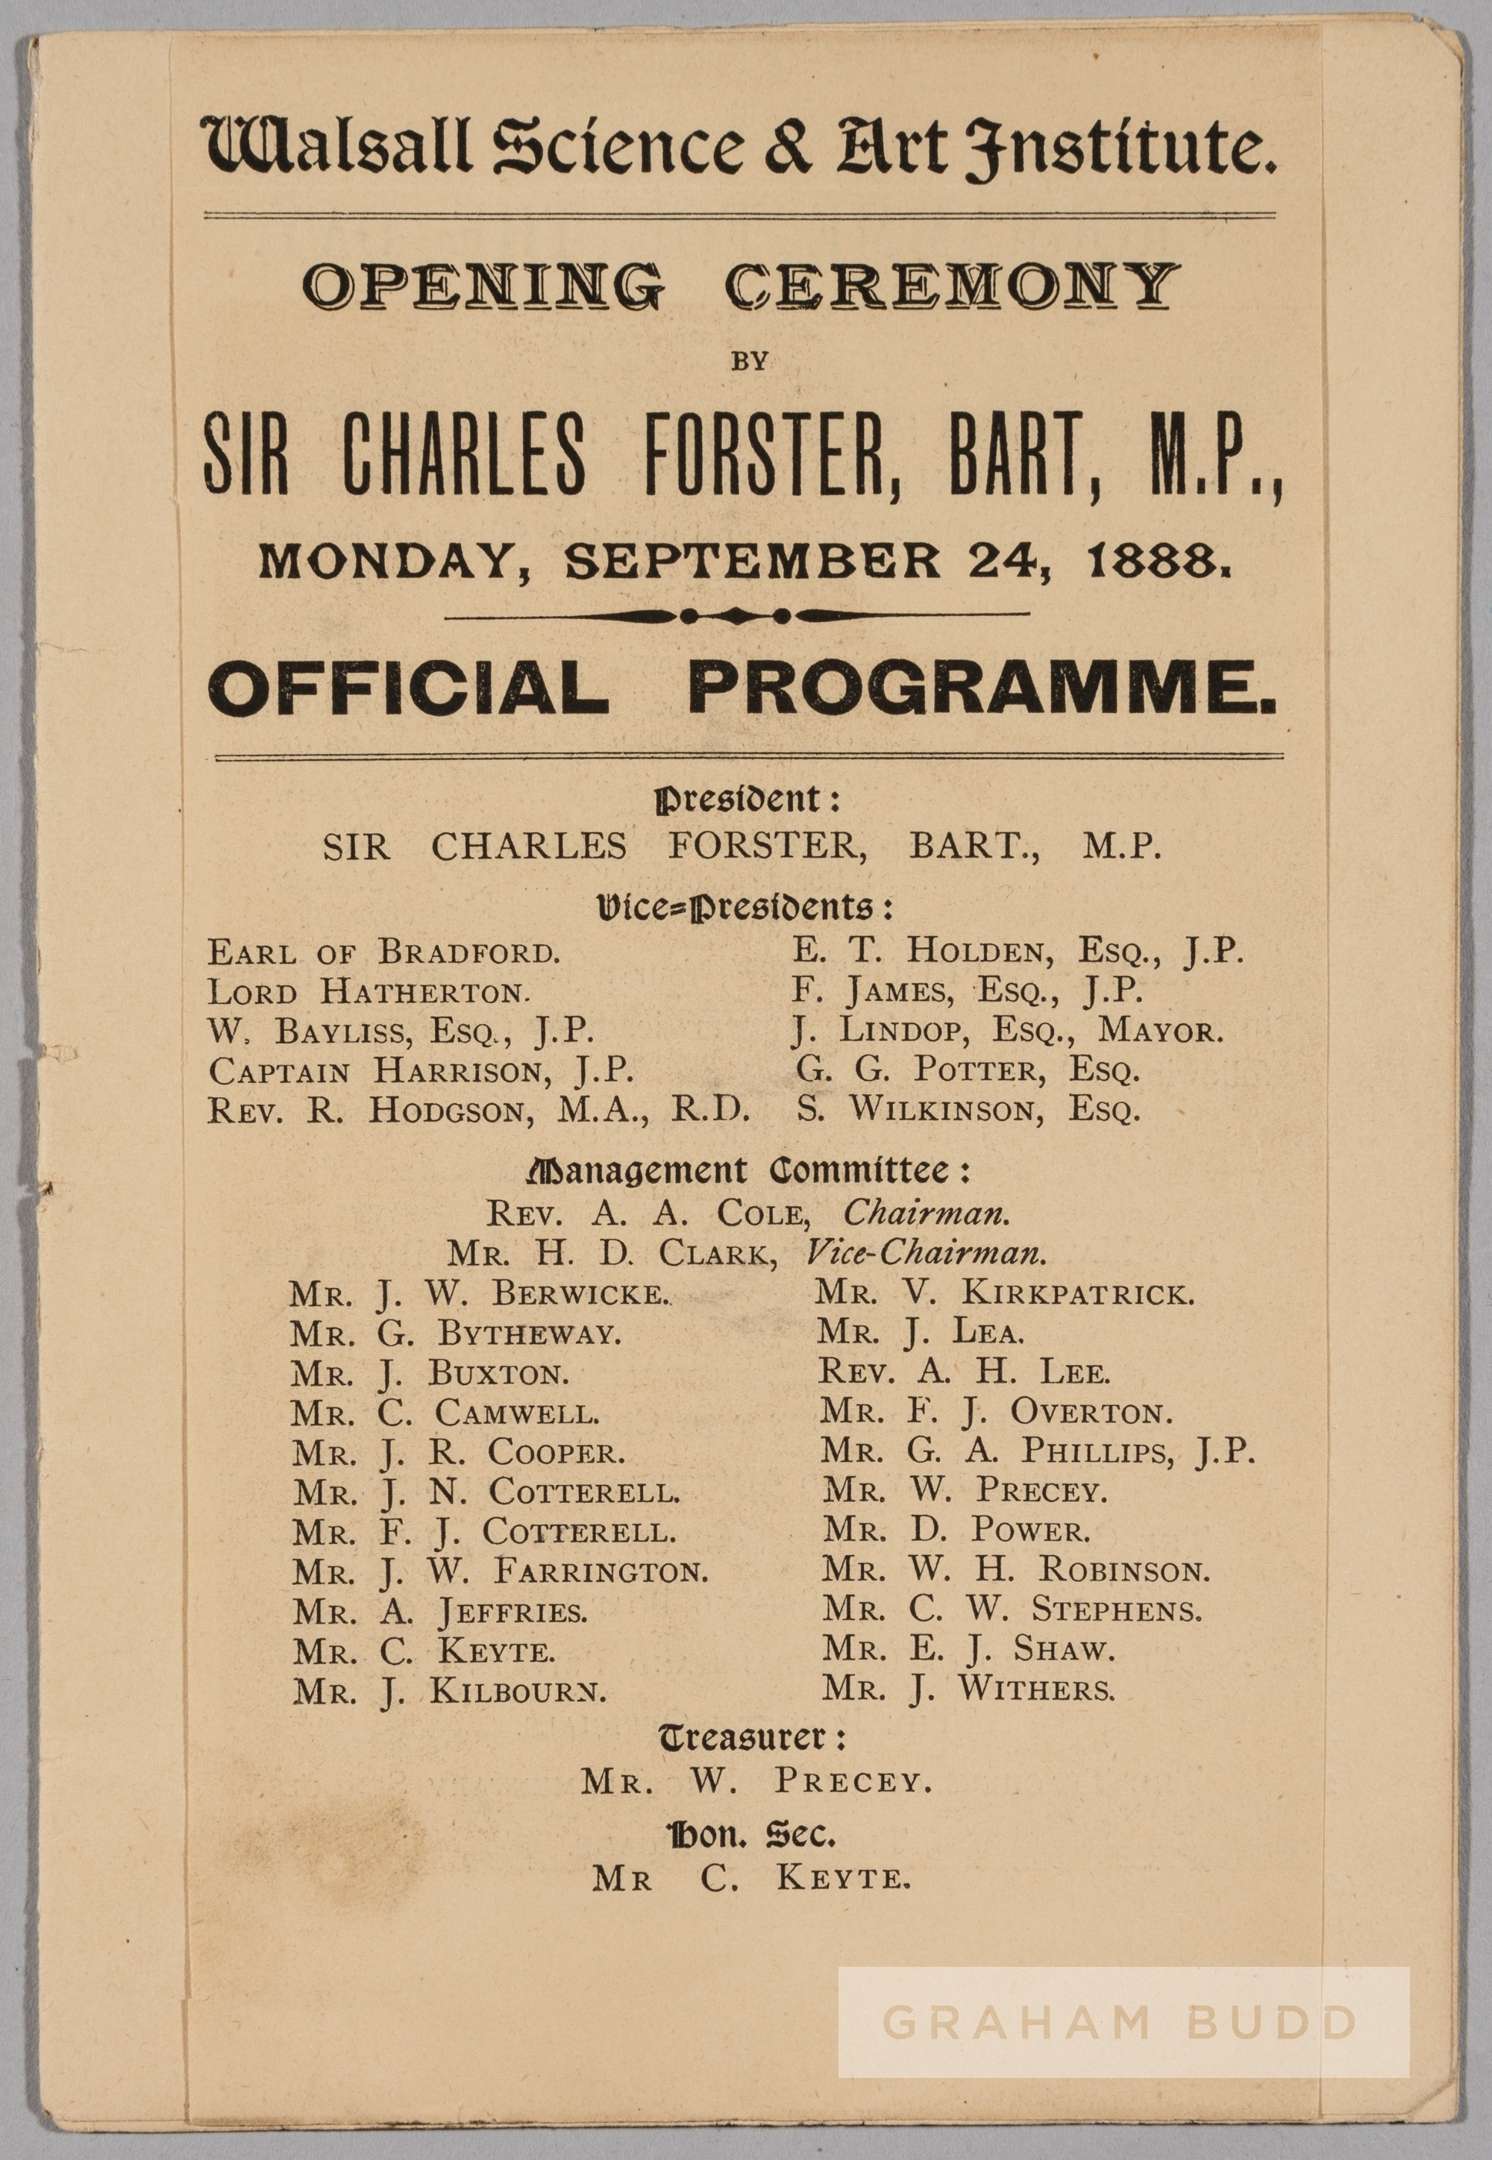 Walsall Science & Art Institute.
OPENING CEREMONY
BY
SIR CHARLES FORSTER, BART, M.P.,
MONDAY, SEPTEMBER 24, 1888.
OFFICIAL PROGRAMME.
President:
SIR CHARLES FORSTER, BART., M.P.
Vice-Presidents:
EARL OF BRADFORD.
LORD HATHERTON.
W. BAYLISS, ESQ., J.P.
CAPTAIN HARRISON, J.P.
REV. R. HODGSON, M.A., R.D.
E. T. HOLDEN, ESQ., J.P.
F. JAMES, ESQ., J.P.
J. LINDOP, ESQ., MAYOR.
G. G. POTTER, ESQ.
S. WILKINSON, ESQ.
Management Committee:
REV. A. A. COLE, Chairman.
MR. H. D. CLARK, Vice-Chairman.
MR. J. W. BERWICKE.
MR. G. BYTHEWAY.
MR. J. BUXTON.
MR. C. CAMWELL.
MR. J. R. COOPER.
MR. J. N. COTTERELL.
MR. F. J. COTTERELL.
MR. J. W. FARRINGTON.
MR. A. JEFFRIES.
MR. C. KEYTE.
MR. J. KILBOURN.
MR. V. KIRKPATRICK.
MR. J. LEA.
REV. A. H. LEE.
MR. F. J. OVERTON.
MR. G. A. PHILLIPS, J.P.
MR. W. PRECEY.
MR. D. POWER.
MR. W. H. ROBINSON.
MR. C. W. STEPHENS.
MR. E. J. SHAW.
MR. J. WITHERS.
Treasurer:
MR. W. PRECEY.
Hon. Sec.
MR C. KEYTE.
GRAHAM BUDD